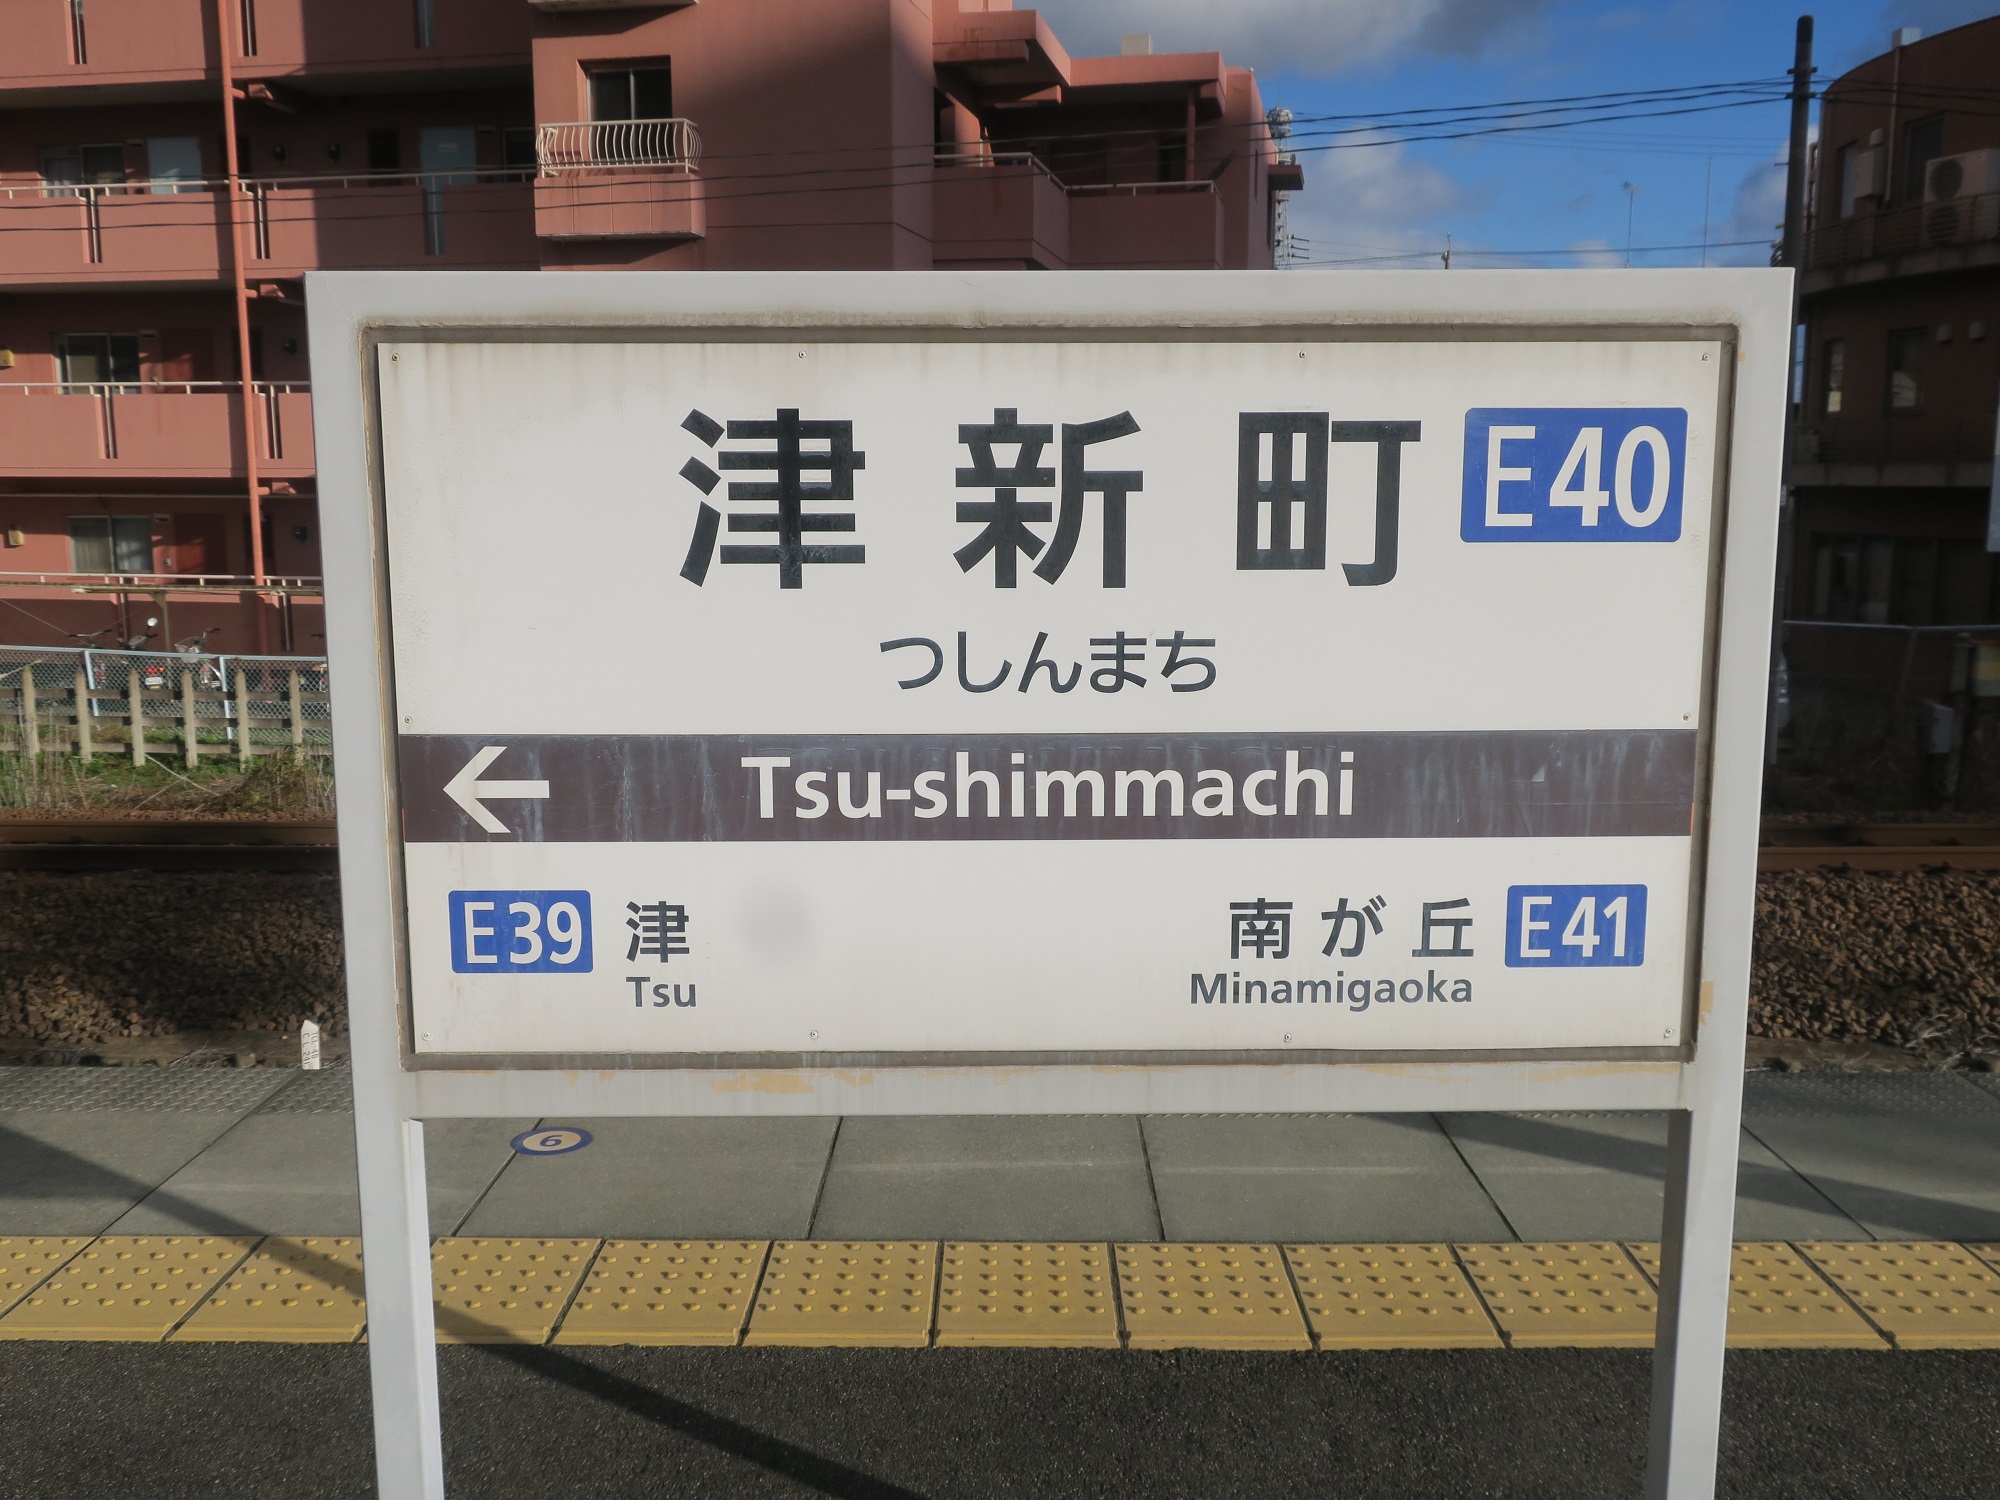 津新町 E40
つしんまち
← Tsu-shimmachi
E39 津 南が丘 E41
Tsu Minamigaoka
6